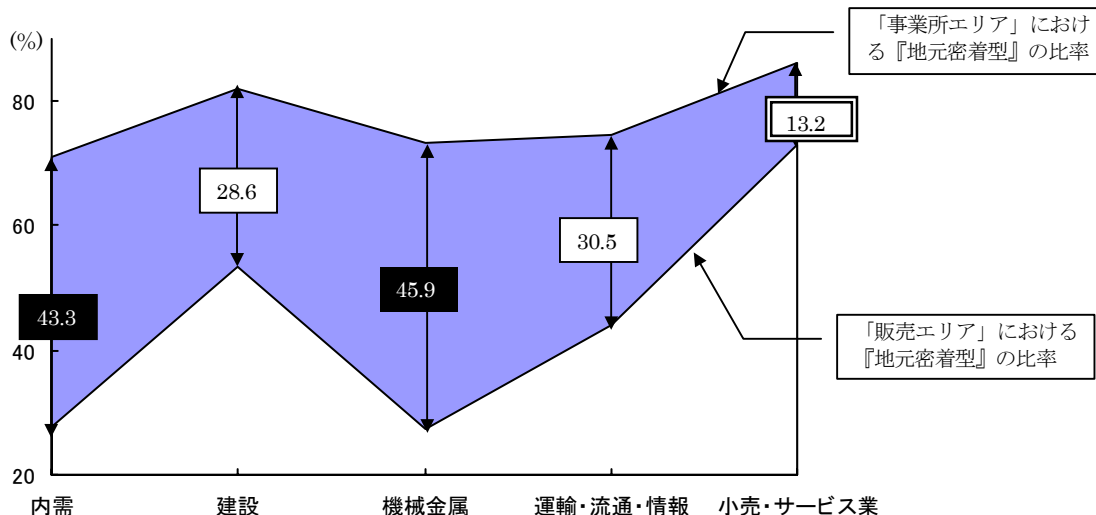 (%)
「事業所エリア」におけ
る『地元密着型』の比率
80
13.2
28.6
60
30.5
45.9
43.3
「販売エリア」における
『地元密着型』の比率
40
20
内需 建設 機械金属 運輸・流通・情報 小売・サービス業